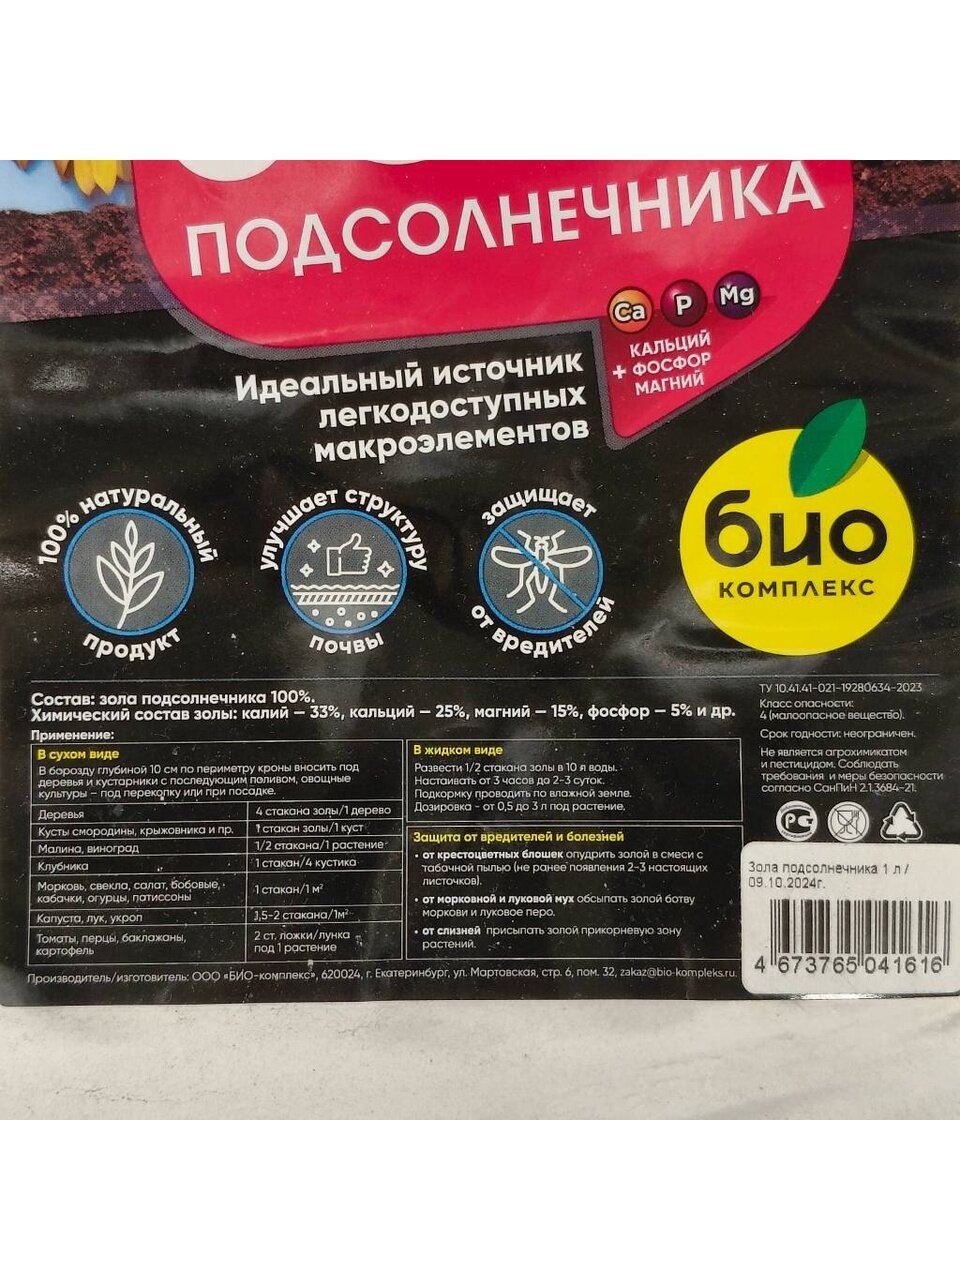 ПОДСОЛНЕЧНИКА
Ca P Mg
КАЛЬЦИЙ
+ ФОСФОР
МАГНИЙ
Идеальный источник
легкодоступных
макроэлементов
100% натуральный
продукт
улучшает структуру
почвы
защищает
от вредителей
био
КОМПЛЕКС
Состав: зола подсолнечника 100%.
Химический состав золы: калий – 33%, кальций – 25%, магний – 15%, фосфор – 5% и др.
Применение:
В сухом виде
В борозду глубиной 10 см по периметру кроны вносить под
деревья и кустарники с последующим поливом, овощные
культуры – под перекопку или при посадке.
Деревья 4 стакана золы/1 дерево
Кусты смородины, крыжовника и пр. 1 стакан золы/1 куст
Малина, виноград 1/2 стакана/1 растение
Клубника 1 стакан/4 кустика
Морковь, свекла, салат, бобовые,
кабачки, огурцы, патиссоны
1 стакан/1 м²
Капуста, лук, укроп 1,5-2 стакана/1м²
Томаты, перцы, баклажаны,
картофель
2 ст. ложки/лунка
под 1 растение
В жидком виде
Развести 1/2 стакана золы в 10 л воды.
Настаивать от 3 часов до 2-3 суток.
Подкормку проводить по влажной земле.
Дозировка - от 0,5 до 3 л под растение.
Защита от вредителей и болезней
• от крестоцветных блошек опудрить золой в смеси с
табачной пылью (не ранее появления 2-3 настоящих
листочков).
• от морковной и луковой мух обсыпать золой ботву
моркови и луковое перо.
• от слизней присыпать золой прикорневую зону
растений.
Производитель/изготовитель: ООО «БИО-комплекс», 620024, г. Екатеринбург, ул. Мартовская, стр. 6, пом. 32, zakaz@bio-kompleks.ru.
ТУ 10.41.41-021-19280634-2023
Класс опасности:
4 (малоопасное вещество).
Срок годности: неограничен.
Не является агрохимикатом
и пестицидом. Соблюдать
требования и меры безопасности
согласно СанПиН 2.1.3684-21.
Зола подсолнечника 1 л /
09.10.2024г.
4 673765 041616